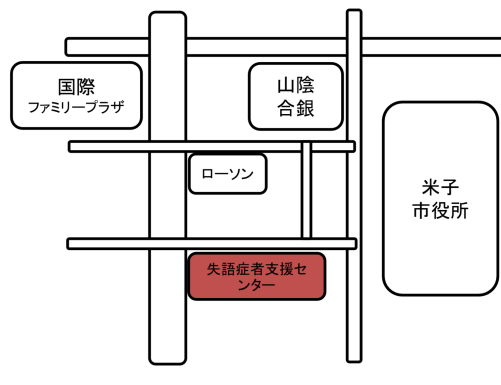 国際
ファミリープラザ
山陰
合銀
ローソン
米子
市役所
失語症者支援セ
ンター